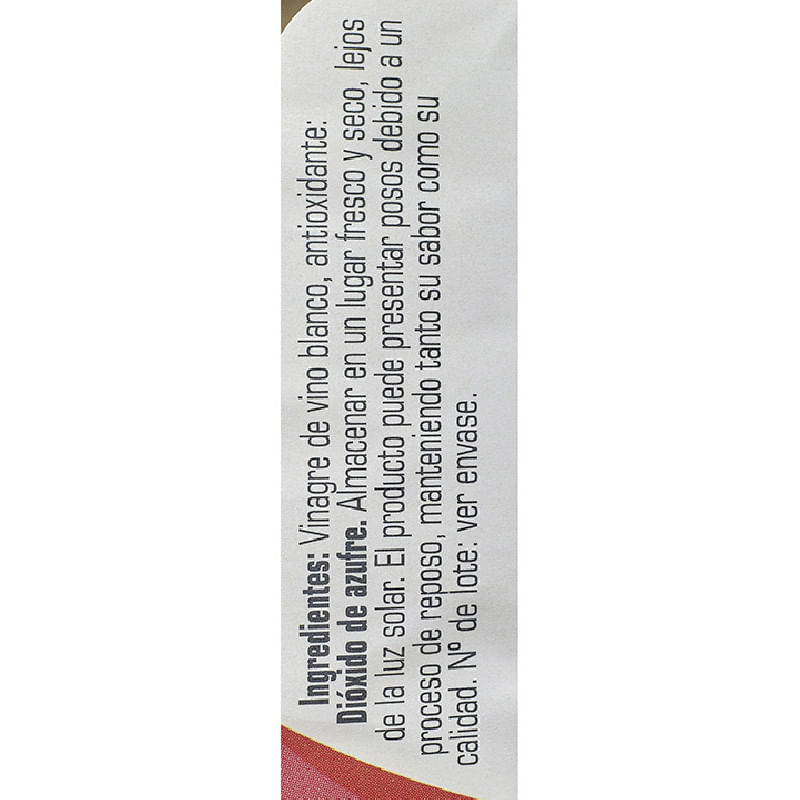 Ingredientes: Vinagre de vino blanco, antioxidante:
Dióxido de azufre. Almacenar en un lugar fresco y seco, lejos
de la luz solar. El producto puede presentar posos debido a un
proceso de reposo, manteniendo tanto su sabor como su
calidad. Nº de lote: ver envase.